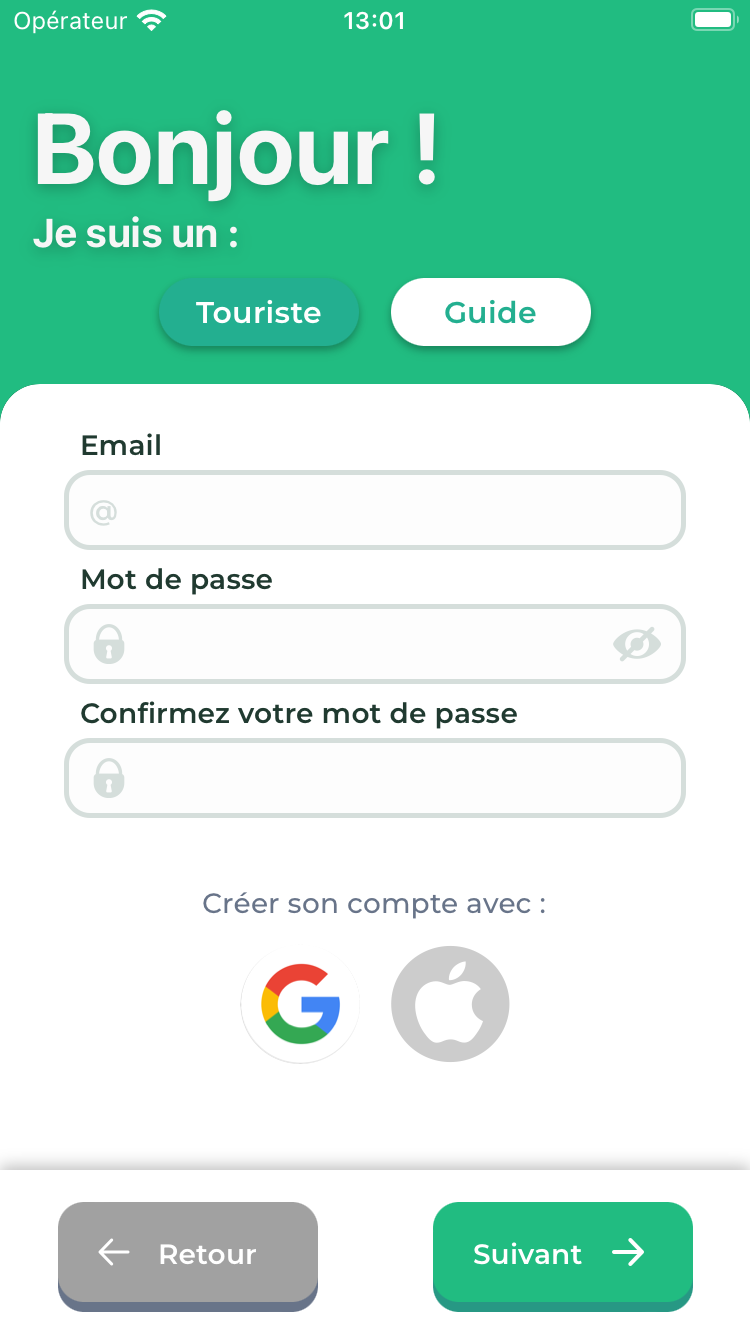 Opérateur 13:01
Bonjour !
Je suis un :
Touriste Guide
Email
@
Mot de passe
Confirmez votre mot de passe
Créer son compte avec :
Retour Suivant